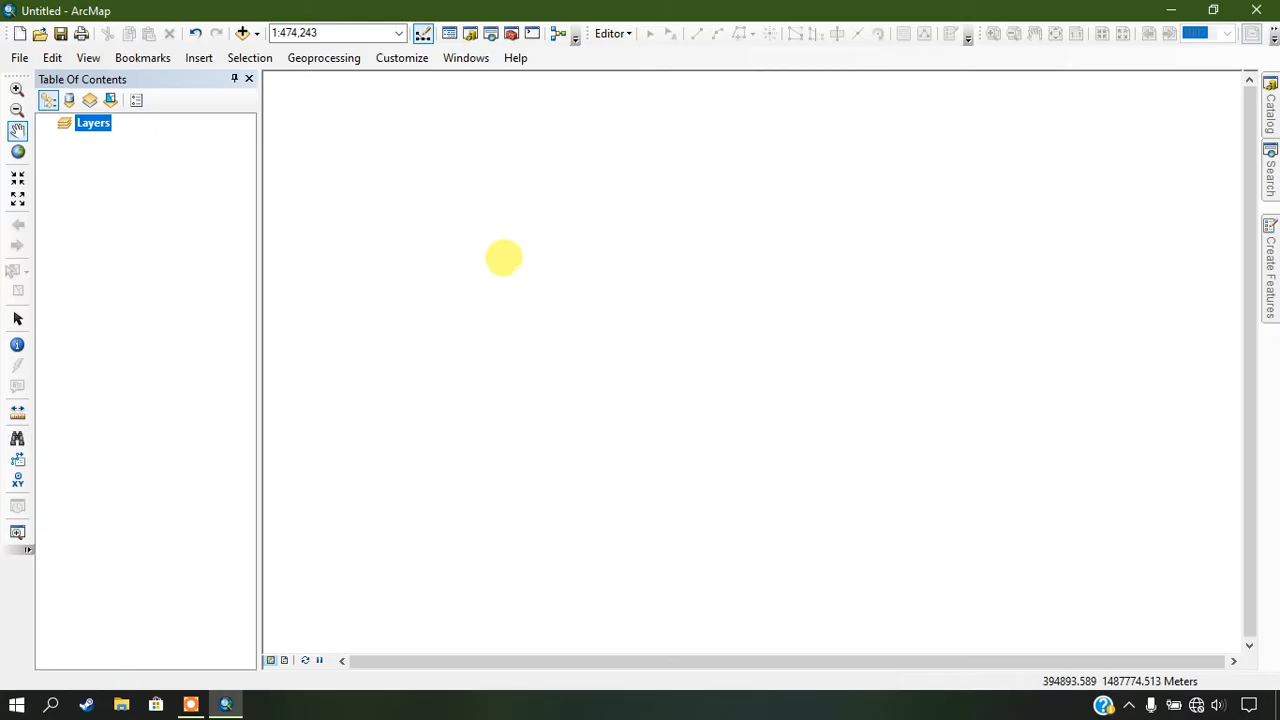 Untitled - ArcMap
1:474,243
Editor
File Edit View Bookmarks Insert Selection Geoprocessing Customize Windows Help
Table Of Contents
Layers
Catalog
Search
Create Features
XY
394893.589 1487774.513 Meters